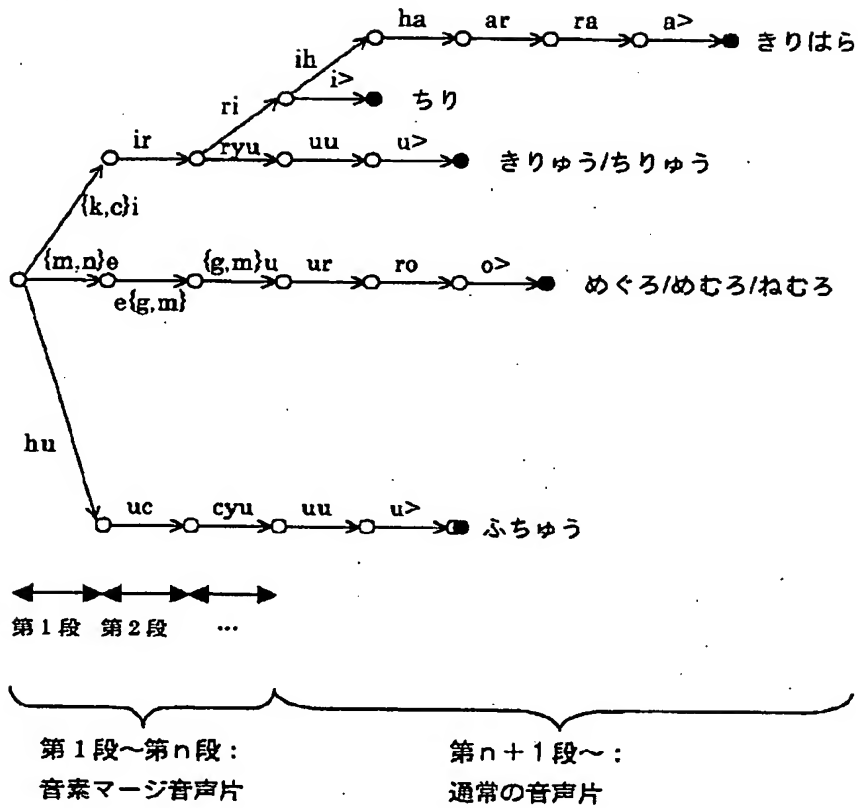 ha ar ra a> きりはら
ih
i> ちり
ri
ir
ryu uu u> きりゅう/ちりゅう
{k,c}i
{m,n}e {g,m}u ur ro o>
e{g,m}
めぐろ/めむろ/ねむろ
hu
uc cyu uu u> ふちゅう
第1段 第2段 …
第1段~第n段:
音素マージ音声片
第n+1段~:
通常の音声片